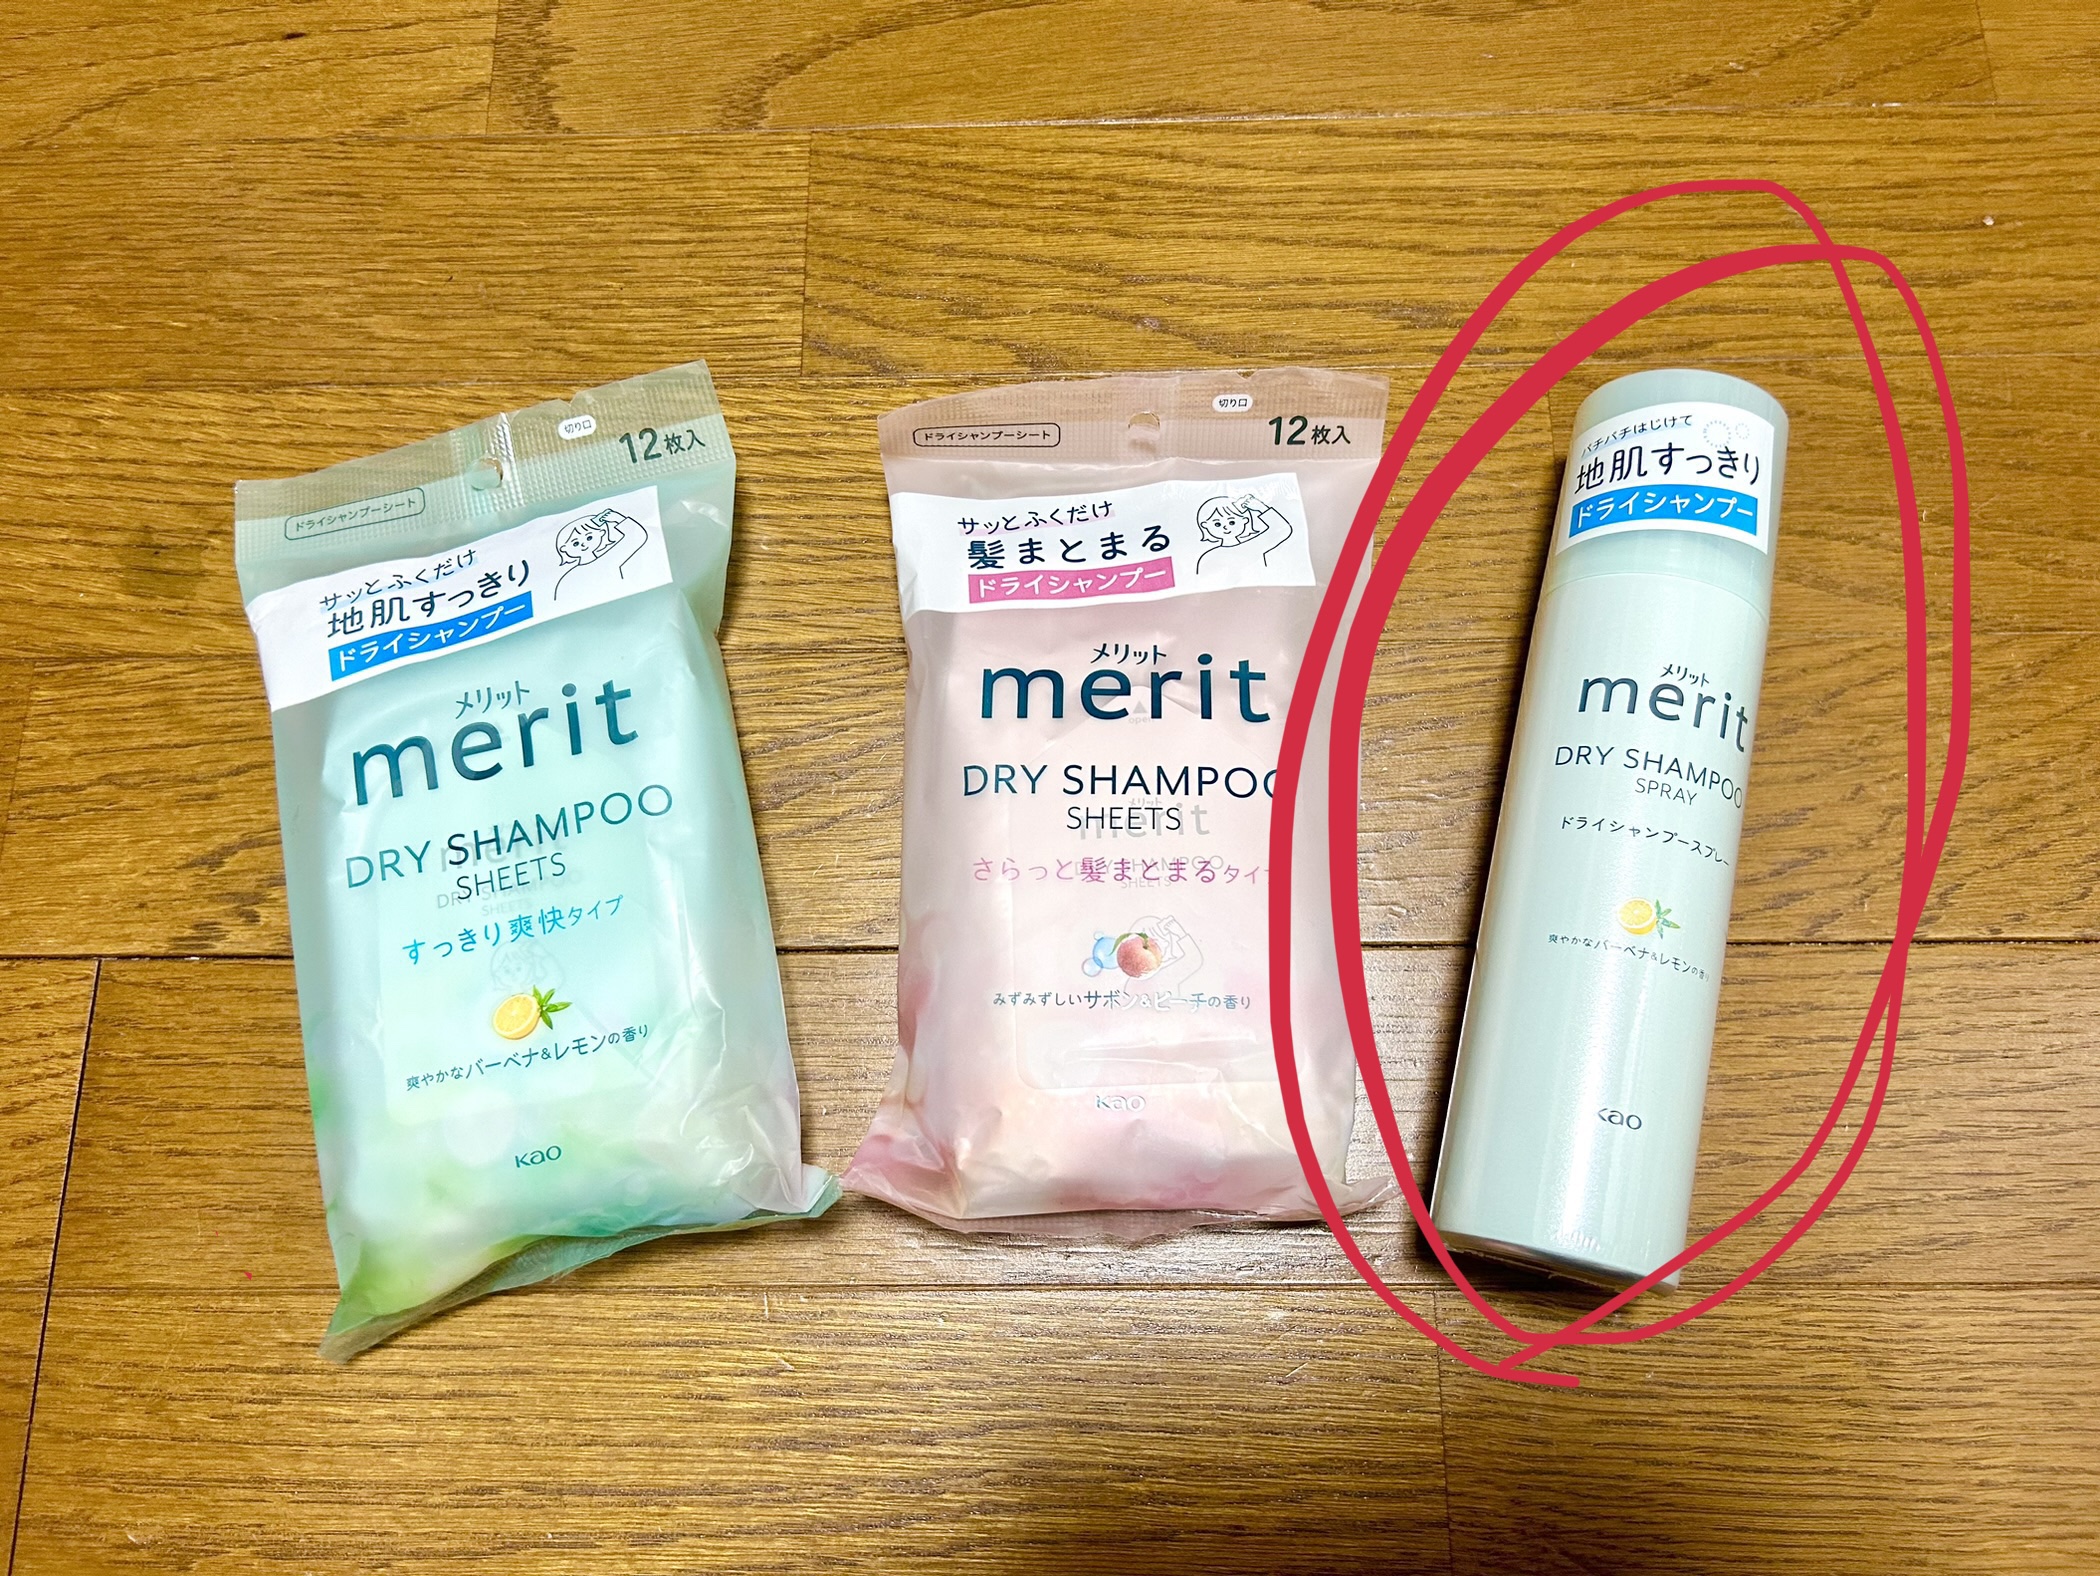 ドライシャンプーシート
切り口
12枚入
サッとふくだけ
地肌すっきり
ドライシャンプー
メリット
merit
DRY SHAMPOO
SHEETS
すっきり爽快タイプ
爽やかなバーベナ&レモンの香り
Kao
ドライシャンプーシート
切り口
12枚入
サッとふくだけ
髪まとまる
ドライシャンプー
メリット
merit
open
DRY SHAMPOO
SHEETS
さらっと髪まとまるタイプ
みずみずしいサボン&ピーチの香り
Kao
パチパチはじけて
地肌すっきり
ドライシャンプー
メリット
merit
DRY SHAMPOO
SPRAY
ドライシャンプースプレー
爽やかなバーベナ&レモンの香り
Kao